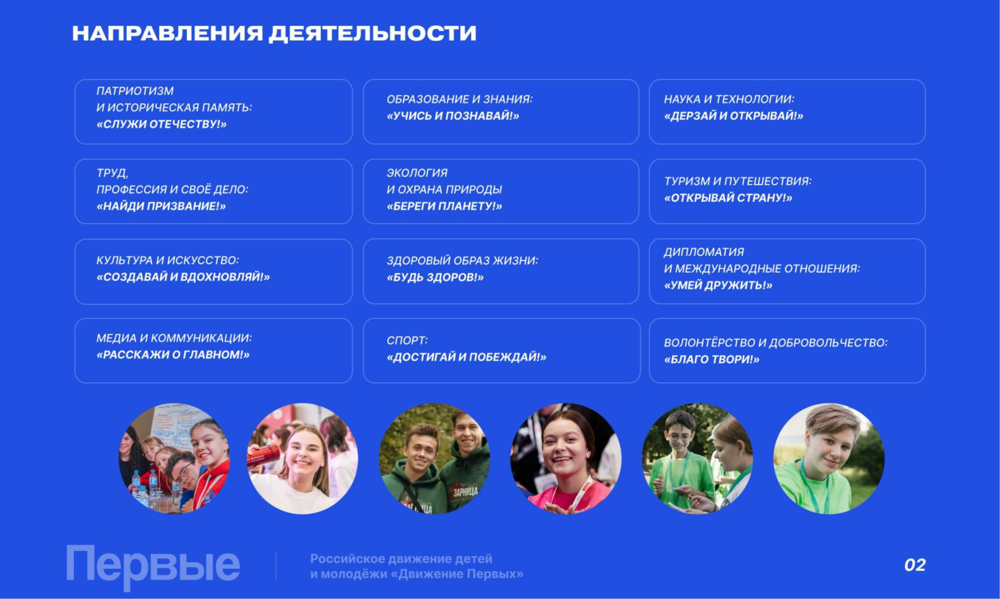 НАПРАВЛЕНИЯ ДЕЯТЕЛЬНОСТИ
ПАТРИОТИЗМ
И ИСТОРИЧЕСКАЯ ПАМЯТЬ:
«СЛУЖИ ОТЕЧЕСТВУ!»
ОБРАЗОВАНИЕ И ЗНАНИЯ:
«УЧИСЬ И ПОЗНАВАЙ!»
НАУКА И ТЕХНОЛОГИИ:
«ДЕРЗАЙ И ОТКРЫВАЙ!»
ТРУД,
ПРОФЕССИЯ И СВОЁ ДЕЛО:
«НАЙДИ ПРИЗВАНИЕ!»
ЭКОЛОГИЯ
И ОХРАНА ПРИРОДЫ
«БЕРЕГИ ПЛАНЕТУ!»
ТУРИЗМ И ПУТЕШЕСТВИЯ:
«ОТКРЫВАЙ СТРАНУ!»
КУЛЬТУРА И ИСКУССТВО:
«СОЗДАВАЙ И ВДОХНОВЛЯЙ!»
ЗДОРОВЫЙ ОБРАЗ ЖИЗНИ:
«БУДЬ ЗДОРОВ!»
ДИПЛОМАТИЯ
И МЕЖДУНАРОДНЫЕ ОТНОШЕНИЯ:
«УМЕЙ ДРУЖИТЬ!»
МЕДИА И КОММУНИКАЦИИ:
«РАССКАЖИ О ГЛАВНОМ!»
СПОРТ:
«ДОСТИГАЙ И ПОБЕЖДАЙ!»
ВОЛОНТЁРСТВО И ДОБРОВОЛЬЧЕСТВО:
«БЛАГО ТВОРИ!»
ЗАРНИЦА
Первые
Российское движение детей
и молодёжи «Движение Первых»
02